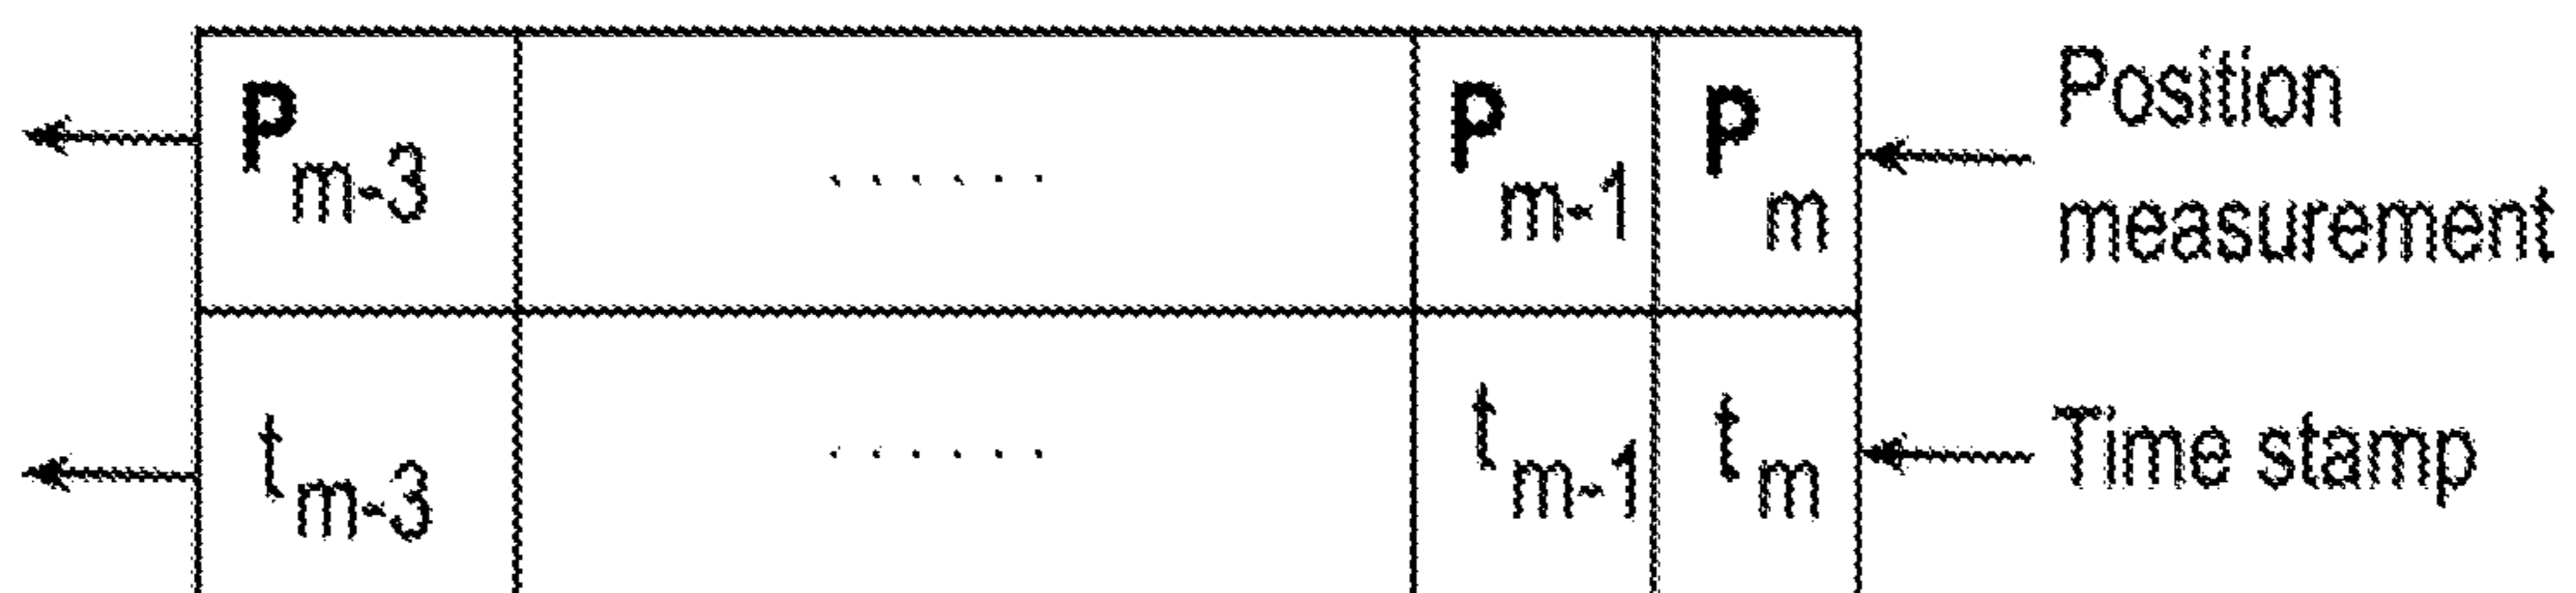 P m-3 ...... P m-1 P m Position measurement
t m-3 ...... t m-1 t m Time stamp